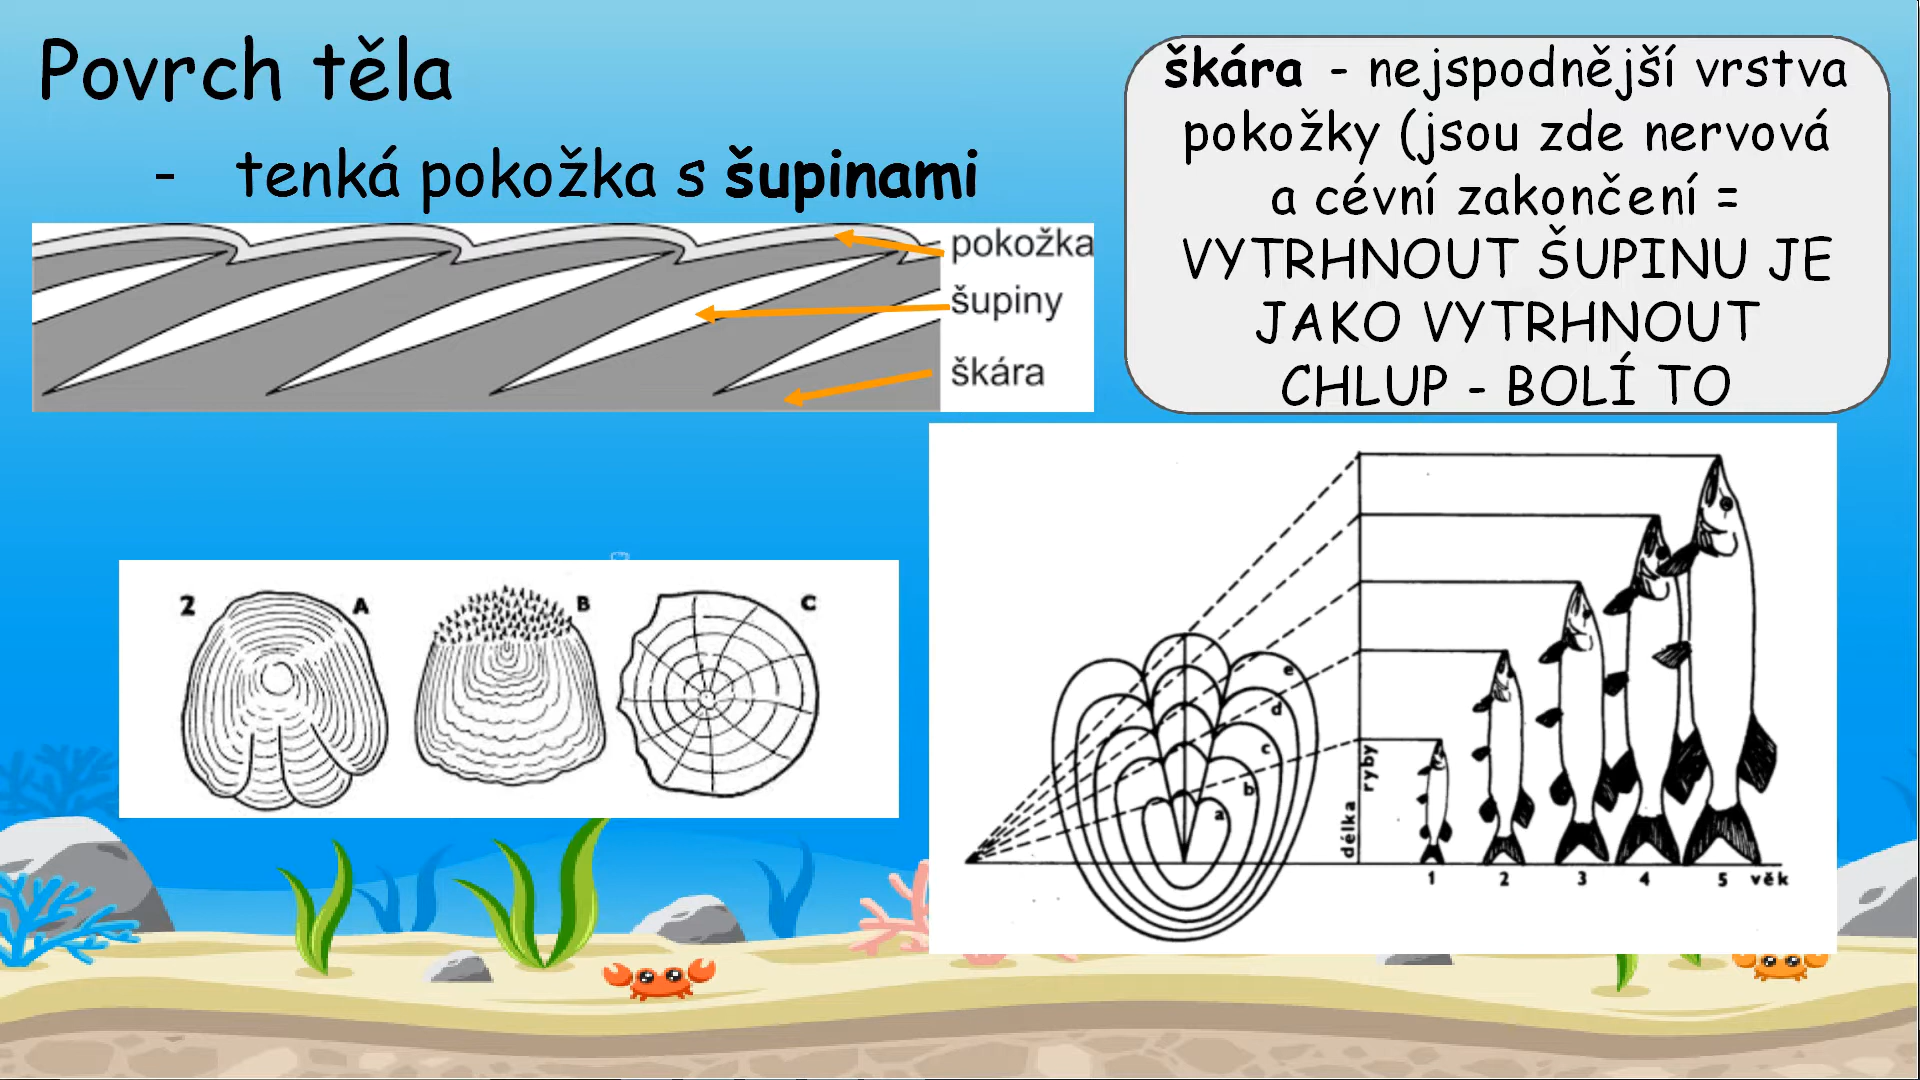 Povrch těla
- tenká pokožka s šupinami
škára - nejspodnější vrstva
pokožky (jsou zde nervová
a cévní zakončení =
VYTRHNOUT ŠUPINU JE
JAKO VYTRHNOUT
CHLUP - BOLÍ TO
pokožka
šupiny
škára
2 A B C
e
d
c
b
a
délka
ryby
1 2 3 4 5 věk